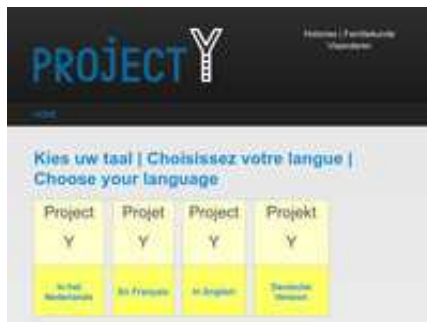 PROJECT Y
Histories | Familiekunde
Vlaanderen
HOME
Kies uw taal | Choisissez votre langue |
Choose your language
Project Projet Project Projekt
Y Y Y Y
In het En Français In English Deutsche
Nederlands Version